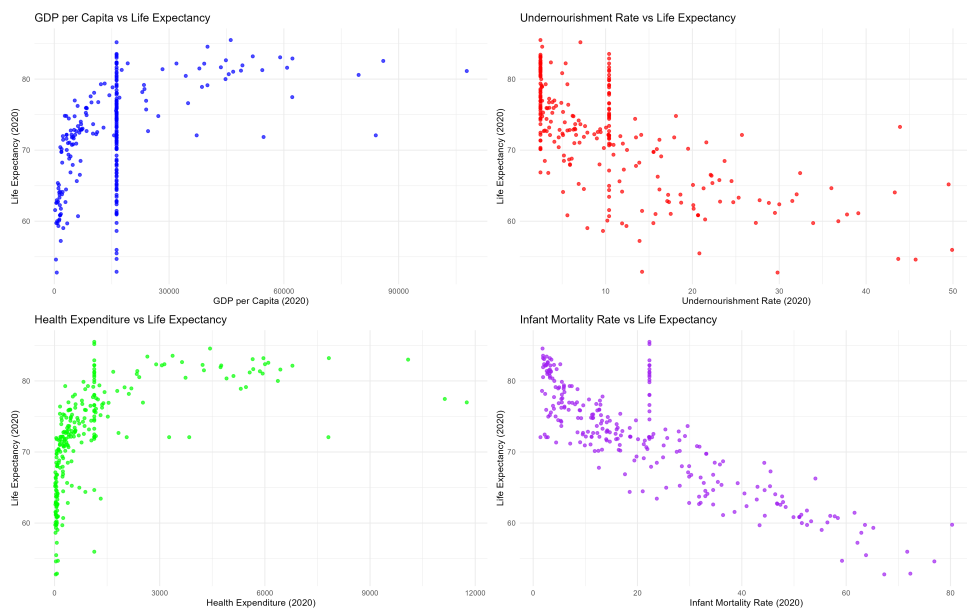 GDP per Capita vs Life Expectancy
Life Expectancy (2020)
80
70
60
0 30000 60000 90000
GDP per Capita (2020)
Undernourishment Rate vs Life Expectancy
Life Expectancy (2020)
80
70
60
10 20 30 40 50
Undernourishment Rate (2020)
Health Expenditure vs Life Expectancy
Life Expectancy (2020)
80
70
60
0 3000 6000 9000 12000
Health Expenditure (2020)
Infant Mortality Rate vs Life Expectancy
Life Expectancy (2020)
80
70
60
0 20 40 60 80
Infant Mortality Rate (2020)